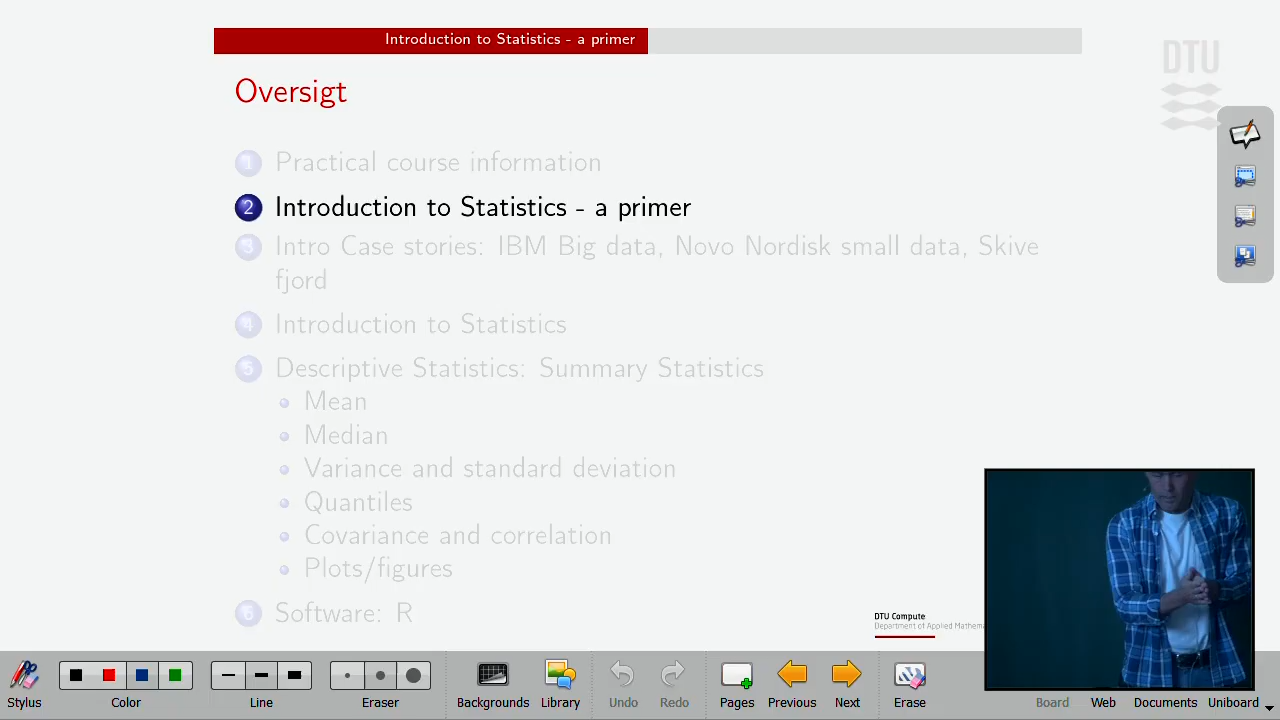 Introduction to Statistics - a primer
DTU
Oversigt
1 Practical course information
2 Introduction to Statistics - a primer
3 Intro Case stories: IBM Big data, Novo Nordisk small data, Skive
fjord
4 Introduction to Statistics
5 Descriptive Statistics: Summary Statistics
Mean
Median
Variance and standard deviation
Quantiles
Covariance and correlation
Plots/figures
6 Software: R
DTU Compute
Department of Applied Mathema
Stylus Color Line Eraser Backgrounds Library Undo Redo Pages Previous Next Erase Board Web Documents Uniboard